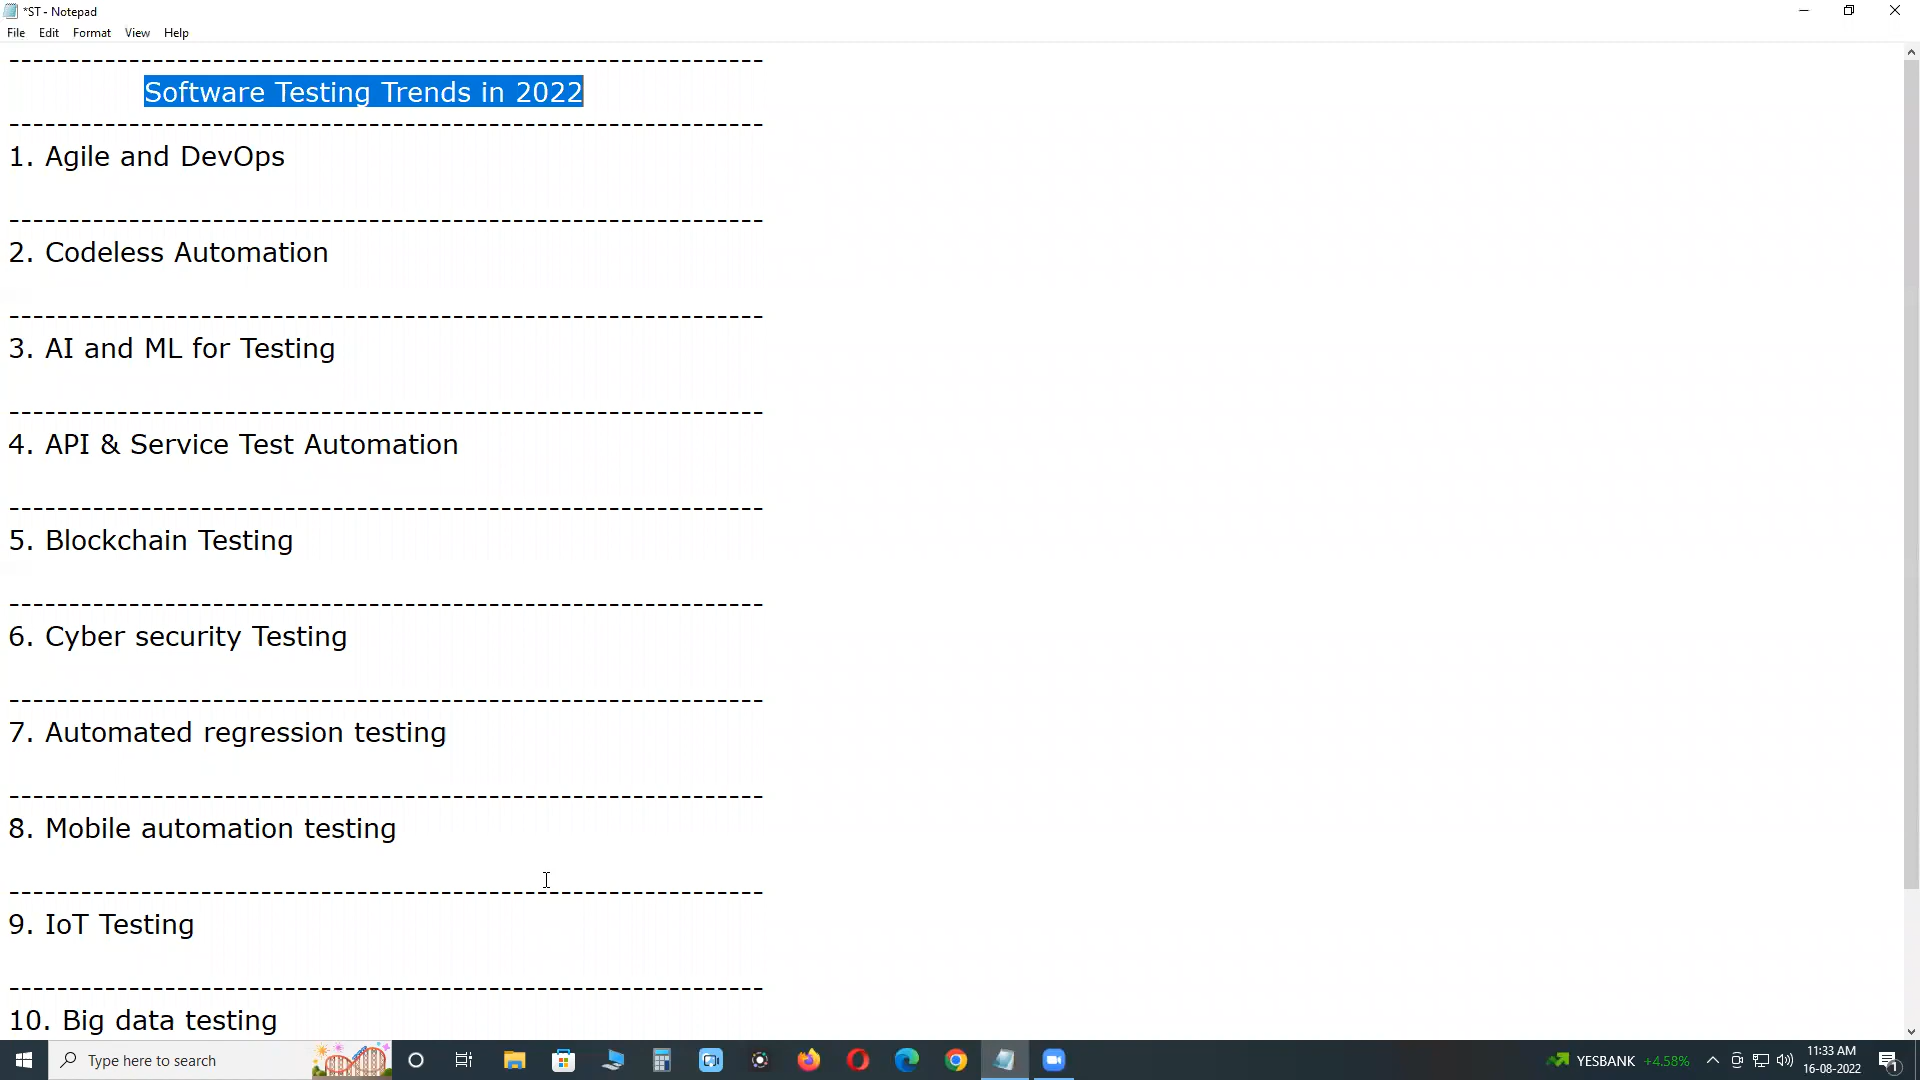 *ST - Notepad
File Edit Format View Help
---------------------------------------------------------------
Software Testing Trends in 2022
---------------------------------------------------------------
1. Agile and DevOps
---------------------------------------------------------------
2. Codeless Automation
---------------------------------------------------------------
3. AI and ML for Testing
---------------------------------------------------------------
4. API & Service Test Automation
---------------------------------------------------------------
5. Blockchain Testing
---------------------------------------------------------------
6. Cyber security Testing
---------------------------------------------------------------
7. Automated regression testing
---------------------------------------------------------------
8. Mobile automation testing
---------------------------------------------------------------
9. IoT Testing
---------------------------------------------------------------
10. Big data testing
Type here to search
YESBANK +4.58%
11:33 AM
16-08-2022
1